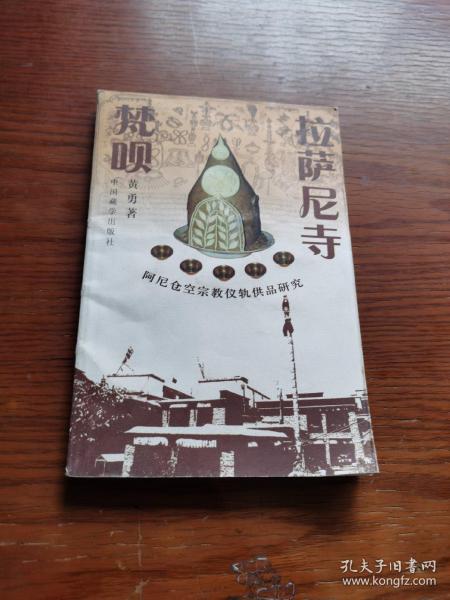 拉萨尼寺
梵呗
黄勇著
中国藏学出版社
阿尼仓空宗教仪轨供品研究
孔夫子旧书网
www.kongfz.com